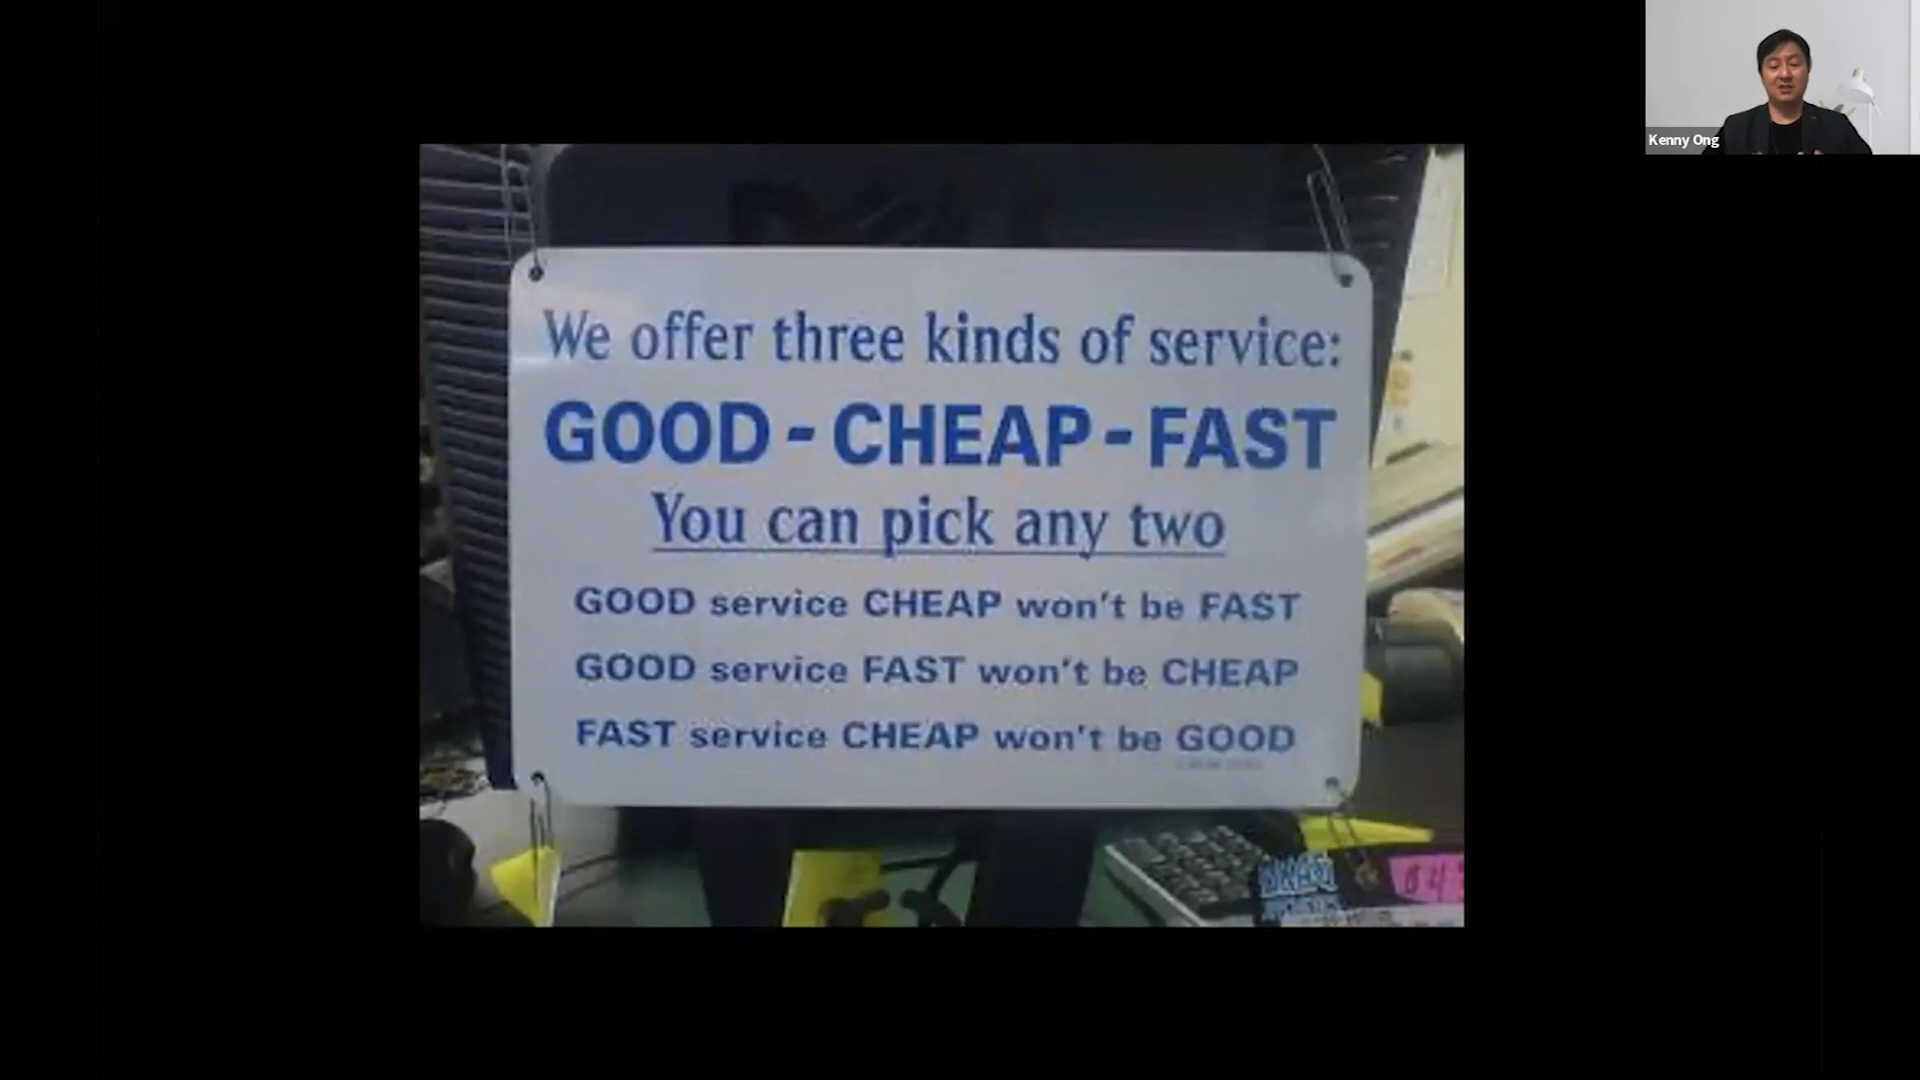 Kenny Ong
We offer three kinds of service:
GOOD - CHEAP - FAST
You can pick any two
GOOD service CHEAP won't be FAST
GOOD service FAST won't be CHEAP
FAST service CHEAP won't be GOOD